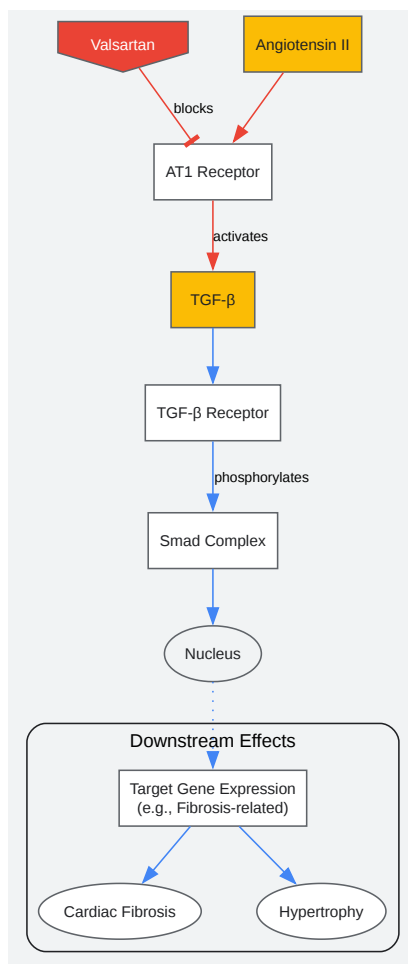 Valsartan
Angiotensin II
blocks
AT1 Receptor
activates
TGF-β
TGF-β Receptor
phosphorylates
Smad Complex
Nucleus
Downstream Effects
Target Gene Expression
(e.g., Fibrosis-related)
Cardiac Fibrosis
Hypertrophy